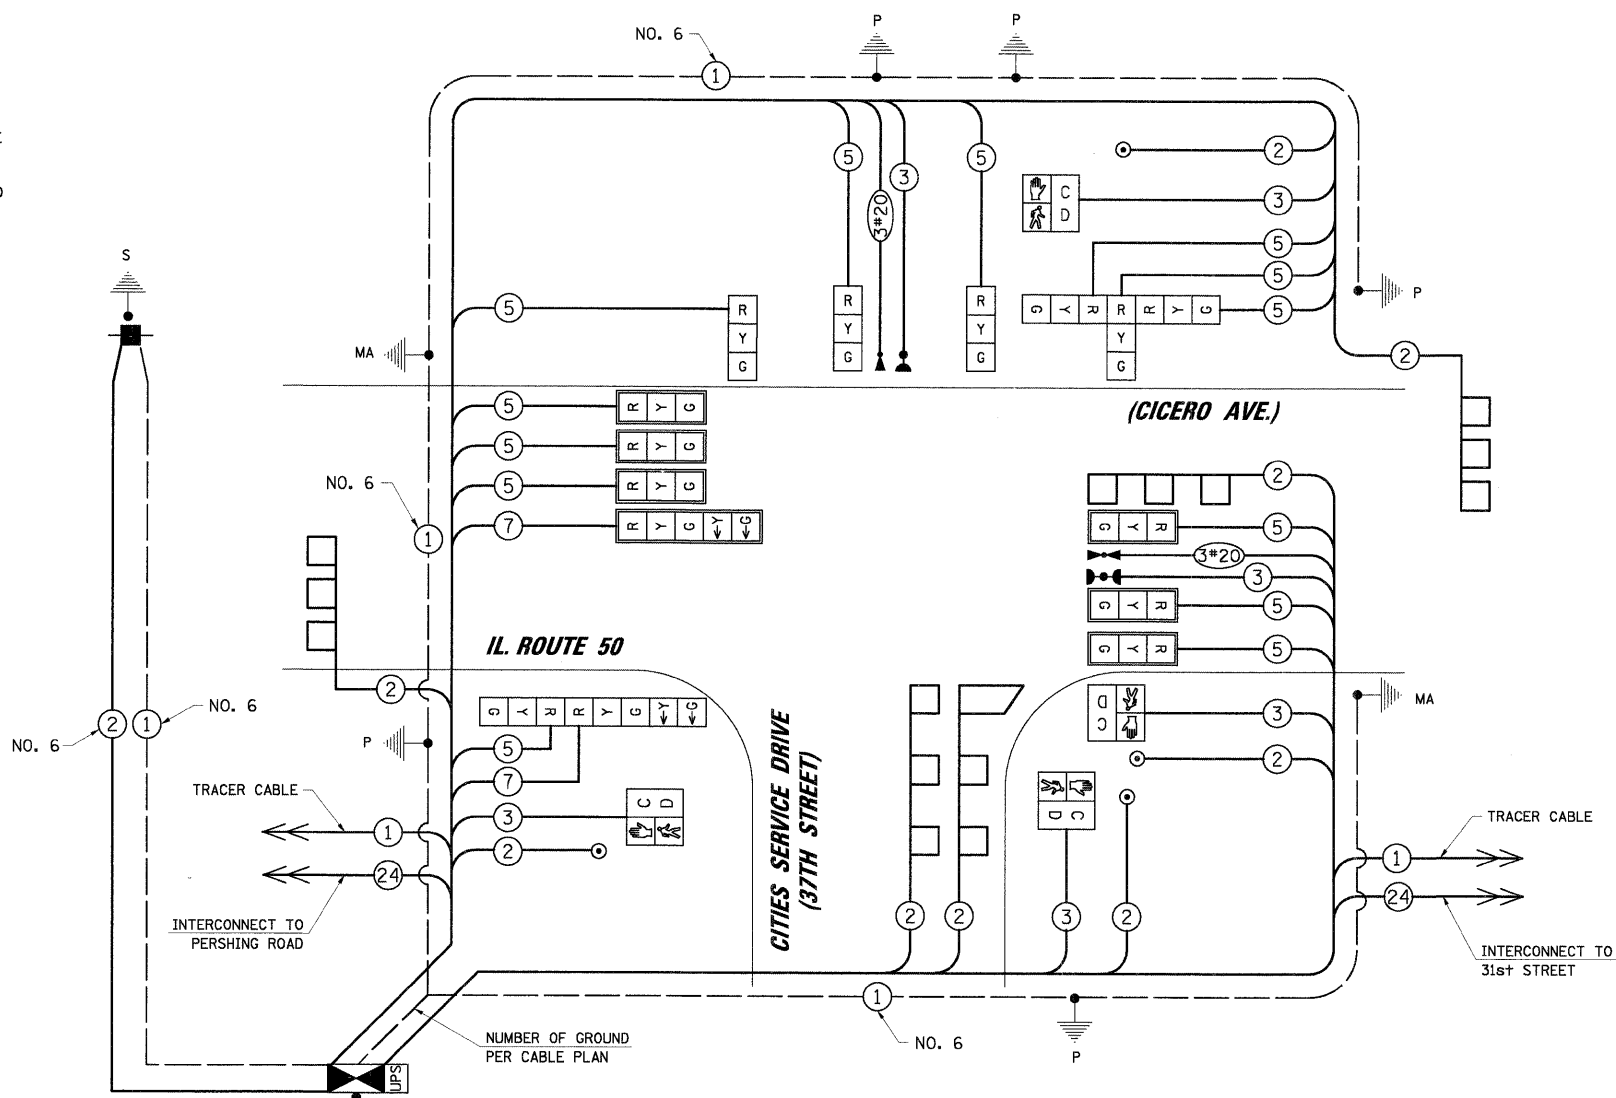 NO. 6
1
P
P
2
5
5
3
3#20
C
D
3
5
5
5
P
S
5
R
Y
G
R
Y
G
R
Y
G
G Y R R R Y G
Y
G
MA
2
5
R Y G
(CICERO AVE.)
5
R Y G
5
R Y G
NO. 6
1
7
R Y G Y G
2
G Y R
5
3#20
3
G Y R
5
G Y R
5
IL. ROUTE 50
2
G Y R R Y G Y G
D
C
3
MA
NO. 6
2
1
NO. 6
P
5
7
2
CITIES SERVICE DRIVE
(37TH STREET)
TRACER CABLE
1
3
C D
C
D
TRACER CABLE
2
1
24
24
INTERCONNECT TO
PERSHING ROAD
2
2
3
2
INTERCONNECT TO
31st STREET
1
NO. 6
P
NUMBER OF GROUND
PER CABLE PLAN
UPS